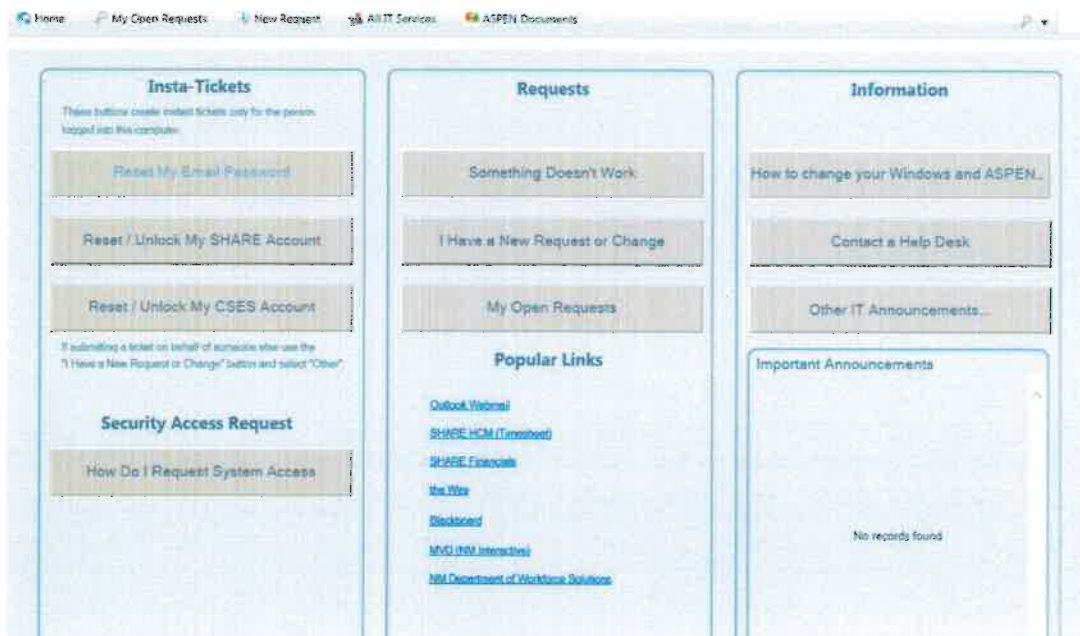 Home My Open Requests New Request All IT Services ASPEN Documents
Insta-Tickets
These buttons create instant tickets only for the person
logged into this computer.
Reset My Email Password
Reset / Unlock My SHARE Account
Reset / Unlock My CSES Account
If submitting a ticket on behalf of someone else use the
"I Have a New Request or Change" button and select "Other"
Security Access Request
How Do I Request System Access
Requests
Something Doesn't Work
I Have a New Request or Change
My Open Requests
Popular Links
Outlook Webmail
SHARE HCM (Timesheet)
SHARE Financials
the Wire
Blackboard
MVD (NM Interactive)
NM Department of Workforce Solutions
Information
How to change your Windows and ASPEN...
Contact a Help Desk
Other IT Announcements...
Important Announcements
No records found